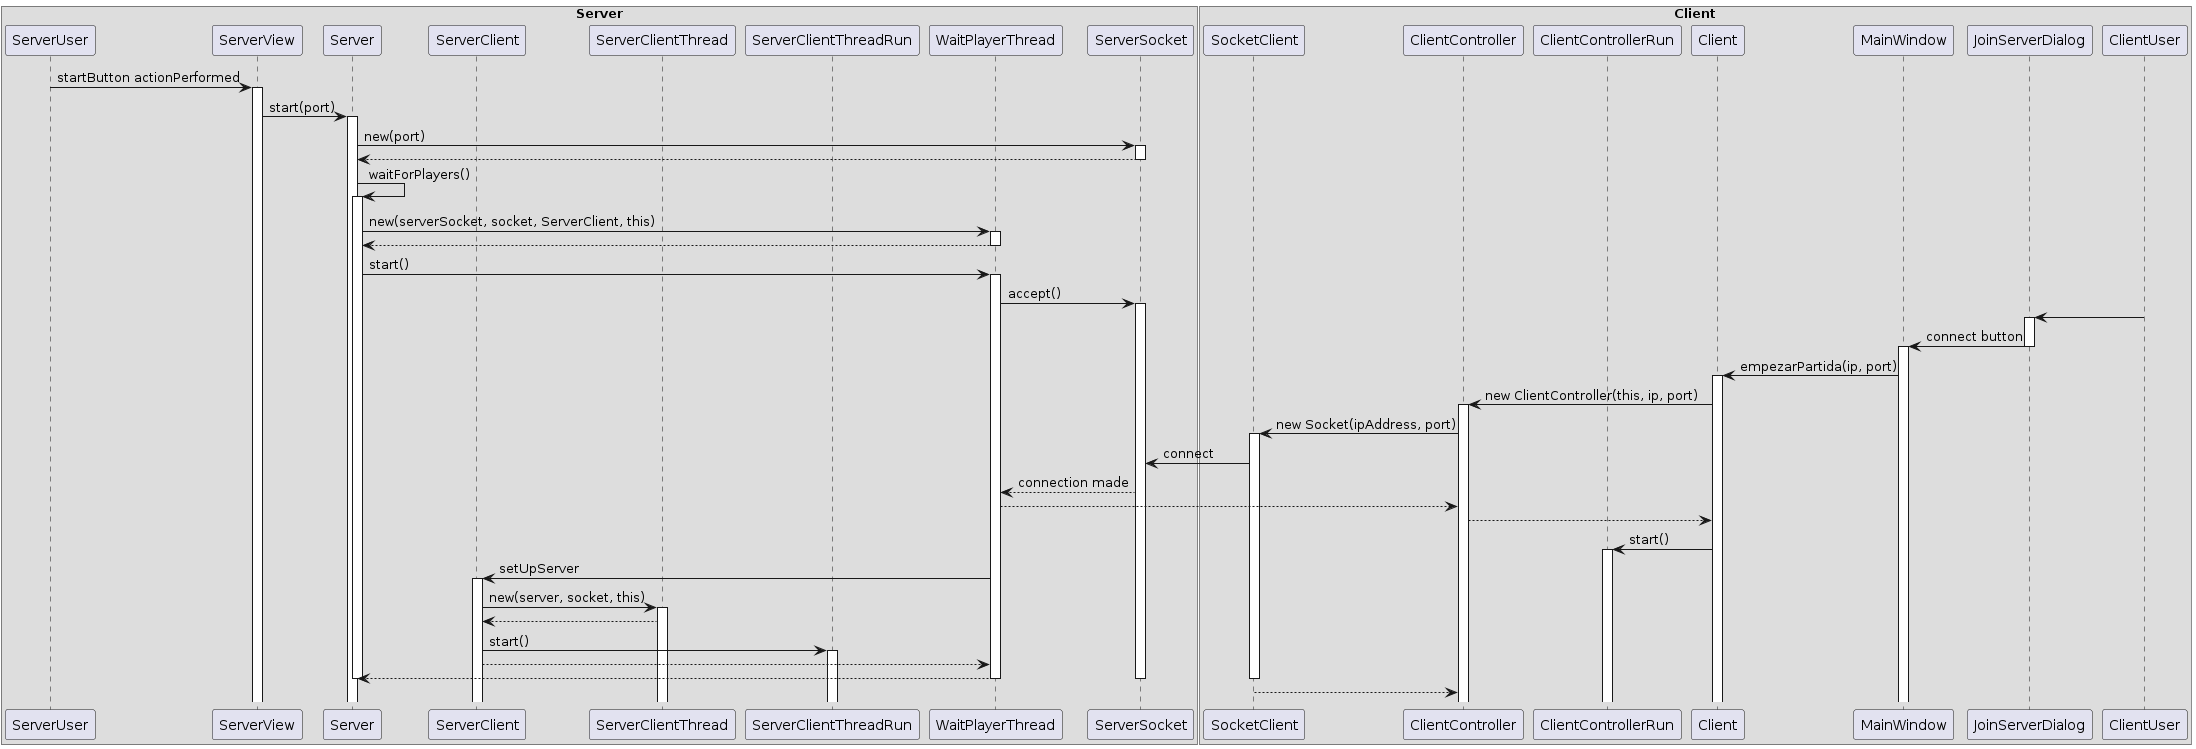 Server
Client
ServerUser
ServerView
Server
ServerClient
ServerClientThread
ServerClientThreadRun
WaitPlayerThread
ServerSocket
SocketClient
ClientController
ClientControllerRun
Client
MainWindow
JoinServerDialog
ClientUser
startButton actionPerformed
start(port)
new(port)
waitForPlayers()
new(serverSocket, socket, ServerClient, this)
start()
accept()
connect button
empezarPartida(ip, port)
new ClientController(this, ip, port)
new Socket(ipAddress, port)
connect
connection made
start()
setUpServer
new(server, socket, this)
start()
ServerUser
ServerView
Server
ServerClient
ServerClientThread
ServerClientThreadRun
WaitPlayerThread
ServerSocket
SocketClient
ClientController
ClientControllerRun
Client
MainWindow
JoinServerDialog
ClientUser